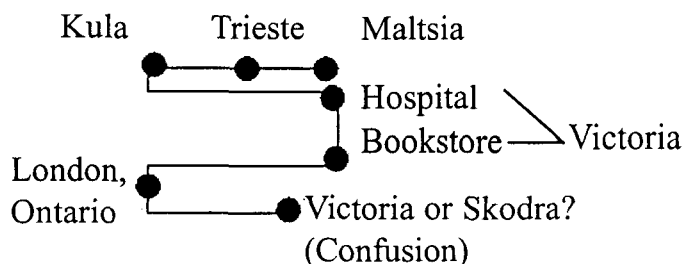 Kula Trieste Maltsia
Hospital
Bookstore Victoria
London,
Ontario
Victoria or Skodra?
(Confusion)